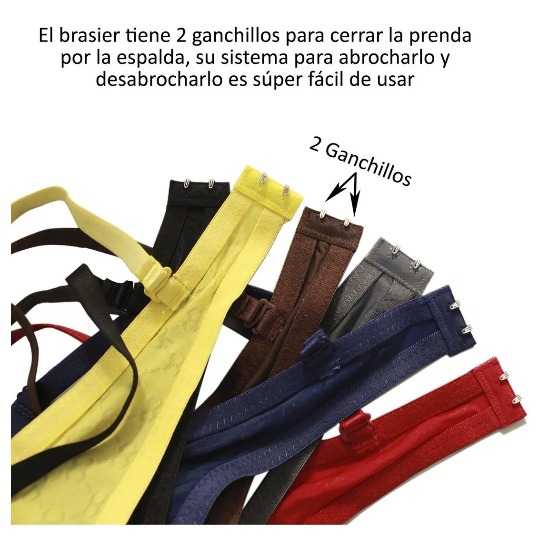 El brasier tiene 2 ganchillos para cerrar la prenda
por la espalda, su sistema para abrocharlo y
desabrocharlo es súper fácil de usar
2 Ganchillos